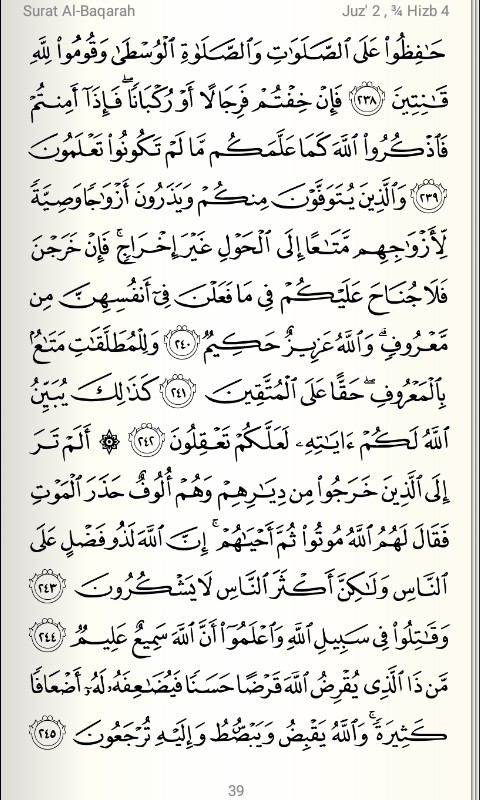 Surat Al-Baqarah
Juz' 2 , ¾ Hizb 4
حَـٰفِظُوا۟ عَلَى ٱلصَّلَوَٰتِ وَٱلصَّلَوٰةِ ٱلْوُسْطَىٰ وَقُومُوا۟ لِلَّهِ
قَـٰنِتِينَ ٢٣٨ فَإِنْ خِفْتُمْ فَرِجَالًا أَوْ رُكْبَانًا ۖ فَإِذَآ أَمِنتُمْ
فَٱذْكُرُوا۟ ٱللَّهَ كَمَا عَلَّمَكُم مَّا لَمْ تَكُونُوا۟ تَعْلَمُونَ
٢٣٩ وَٱلَّذِينَ يُتَوَفَّوْنَ مِنكُمْ وَيَذَرُونَ أَزْوَٰجًا وَصِيَّةً
لِّأَزْوَٰجِهِم مَّتَـٰعًا إِلَى ٱلْحَوْلِ غَيْرَ إِخْرَاجٍ ۚ فَإِنْ خَرَجْنَ
فَلَا جُنَاحَ عَلَيْكُمْ فِى مَا فَعَلْنَ فِىٓ أَنفُسِهِنَّ مِن
مَّعْرُوفٍ ۗ وَٱللَّهُ عَزِيزٌ حَكِيمٌ ٢٤٠ وَلِلْمُطَلَّقَـٰتِ مَتَـٰعٌۢ
بِٱلْمَعْرُوفِ ۖ حَقًّا عَلَى ٱلْمُتَّقِينَ ٢٤١ كَذَٰلِكَ يُبَيِّنُ
ٱللَّهُ لَكُمْ ءَايَـٰتِهِۦ لَعَلَّكُمْ تَعْقِلُونَ ٢٤٢ ۞ أَلَمْ تَرَ
إِلَى ٱلَّذِينَ خَرَجُوا۟ مِن دِيَـٰرِهِمْ وَهُمْ أُلُوفٌ حَذَرَ ٱلْمَوْتِ
فَقَالَ لَهُمُ ٱللَّهُ مُوتُوا۟ ثُمَّ أَحْيَـٰهُمْ ۚ إِنَّ ٱللَّهَ لَذُو فَضْلٍ عَلَى
ٱلنَّاسِ وَلَـٰكِنَّ أَكْثَرَ ٱلنَّاسِ لَا يَشْكُرُونَ ٢٤٣
وَقَـٰتِلُوا۟ فِى سَبِيلِ ٱللَّهِ وَٱعْلَمُوٓا۟ أَنَّ ٱللَّهَ سَمِيعٌ عَلِيمٌ ٢٤٤
مَّن ذَا ٱلَّذِى يُقْرِضُ ٱللَّهَ قَرْضًا حَسَنًا فَيُضَـٰعِفَهُۥ لَهُۥٓ أَضْعَافًا
كَثِيرَةً ۚ وَٱللَّهُ يَقْبِضُ وَيَبْصُۜطُ وَإِلَيْهِ تُرْجَعُونَ ٢٤٥
39